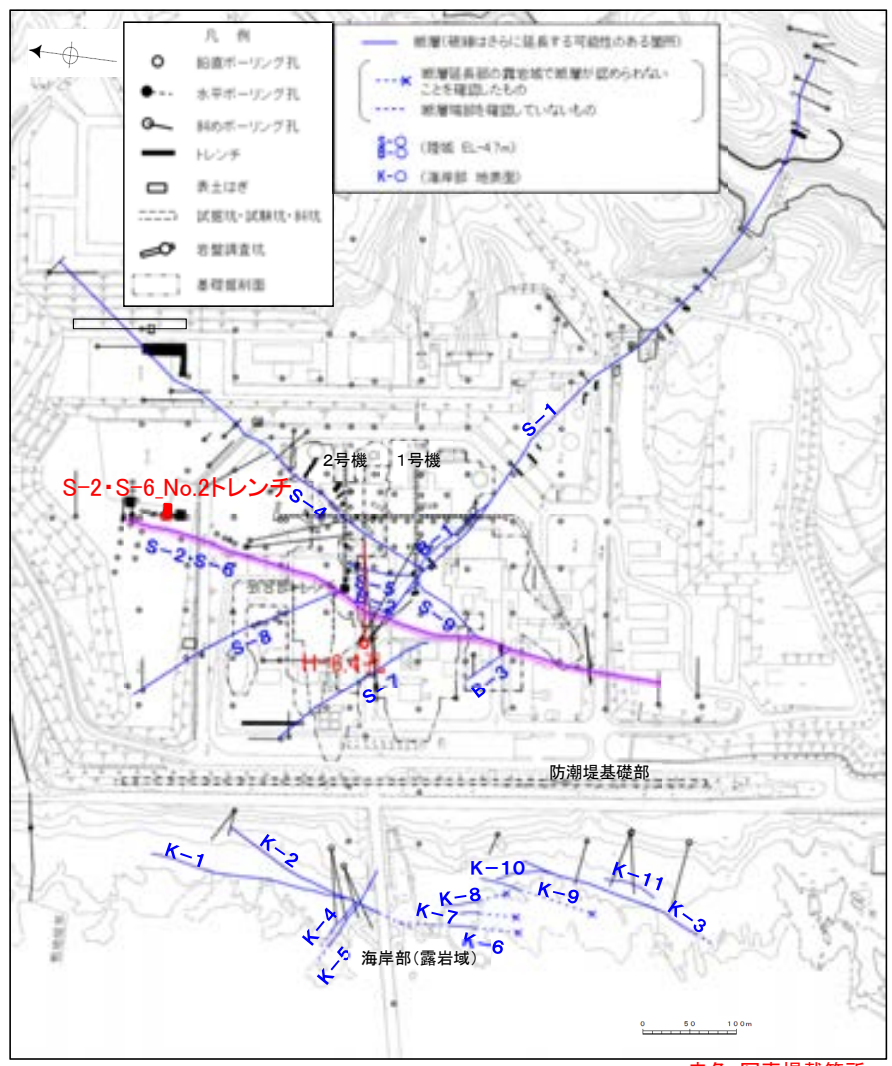 凡 例
鉛直ボーリング孔
水平ボーリング孔
斜めボーリング孔
トレンチ
表土はぎ
試掘坑・試験坑・斜坑
岩盤調査坑
基礎掘削面
断層(破線はさらに延長する可能性のある箇所)
断層延長部の露岩域で断層が認められない
ことを確認したもの
断層端部を確認していないもの
S-○
B-○ (陸域 EL-4.7m)
K-○ (海岸部 地表面)
S-1
2号機
1号機
S-2・S-6_No.2トレンチ
S-4
B-1
S-2・S-6
S-9
S-8
S-7
B-3
防潮堤基礎部
K-1
K-2
K-10
K-11
K-8
K-9
K-4
K-7
K-3
K-6
K-5
海岸部(露岩域)
0 50 100m